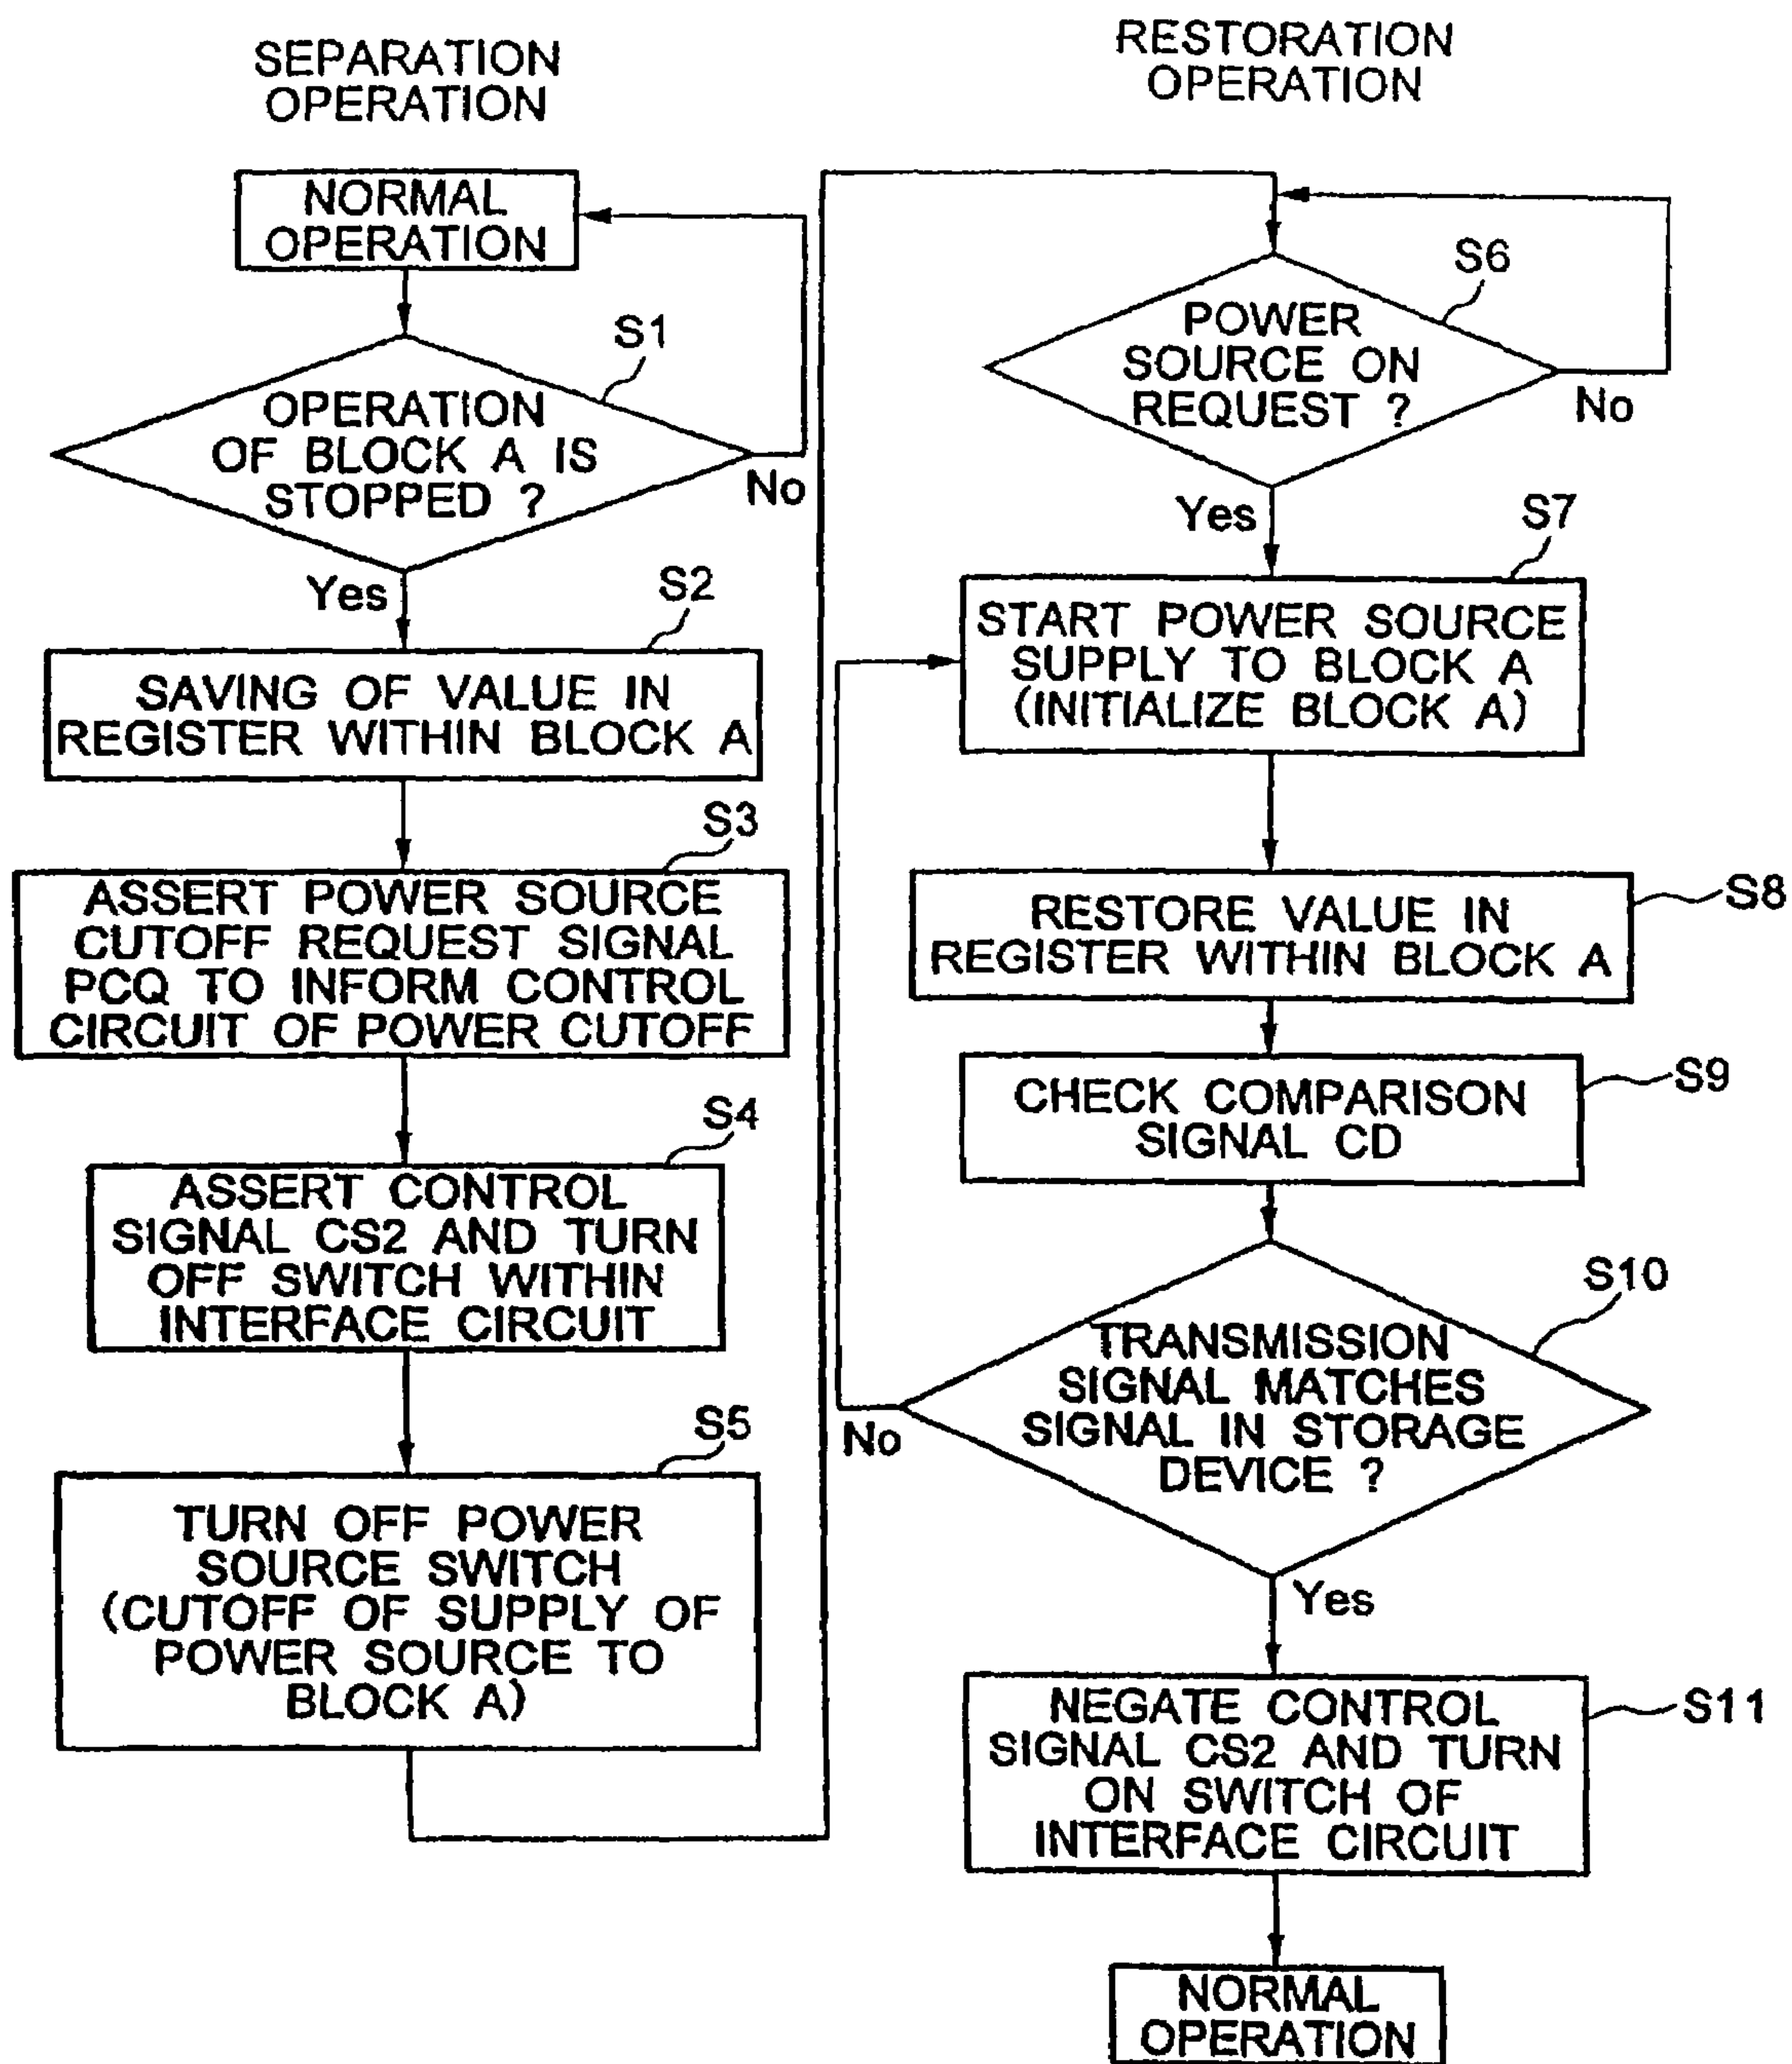 SEPARATION
OPERATION
NORMAL
OPERATION
S1
OPERATION
OF BLOCK A IS
STOPPED ?
No
Yes
S2
SAVING OF VALUE IN
REGISTER WITHIN BLOCK A
S3
ASSERT POWER SOURCE
CUTOFF REQUEST SIGNAL
PCQ TO INFORM CONTROL
CIRCUIT OF POWER CUTOFF
S4
ASSERT CONTROL
SIGNAL CS2 AND TURN
OFF SWITCH WITHIN
INTERFACE CIRCUIT
S5
TURN OFF POWER
SOURCE SWITCH
(CUTOFF OF SUPPLY OF
POWER SOURCE TO
BLOCK A)
RESTORATION
OPERATION
S6
POWER
SOURCE ON
REQUEST ?
No
Yes
S7
START POWER SOURCE
SUPPLY TO BLOCK A
(INITIALIZE BLOCK A)
S8
RESTORE VALUE IN
REGISTER WITHIN BLOCK A
S9
CHECK COMPARISON
SIGNAL CD
S10
TRANSMISSION
SIGNAL MATCHES
SIGNAL IN STORAGE
DEVICE ?
No
Yes
S11
NEGATE CONTROL
SIGNAL CS2 AND TURN
ON SWITCH OF
INTERFACE CIRCUIT
NORMAL
OPERATION